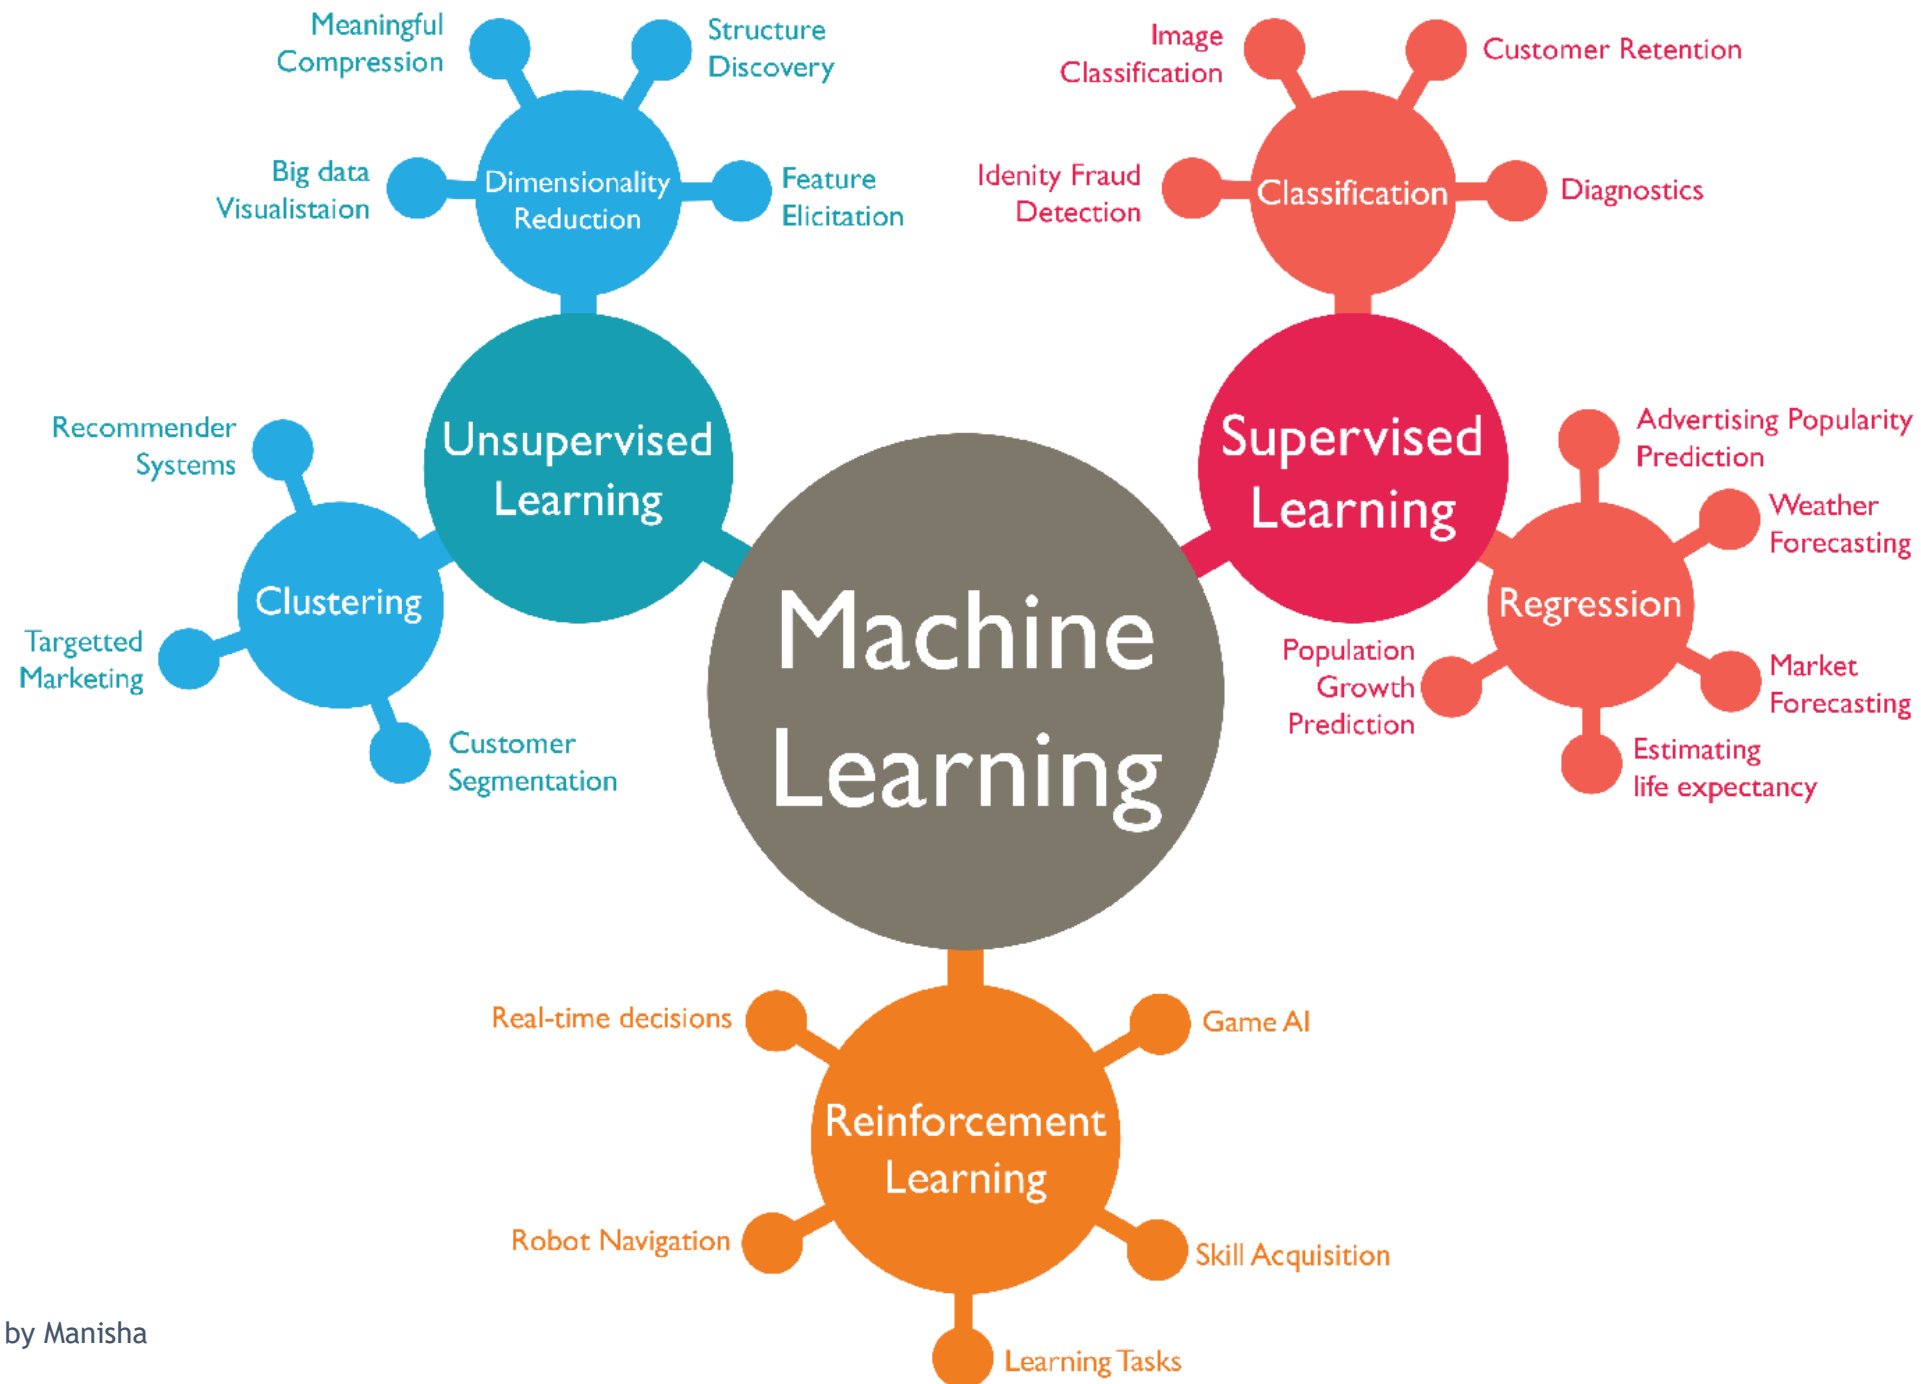 Meaningful
Compression
Structure
Discovery
Big data
Visualistaion
Dimensionality
Reduction
Feature
Elicitation
Image
Classification
Customer Retention
Idenity Fraud
Detection
Classification
Diagnostics
Recommender
Systems
Unsupervised
Learning
Clustering
Targetted
Marketing
Customer
Segmentation
Machine
Learning
Supervised
Learning
Advertising Popularity
Prediction
Weather
Forecasting
Regression
Population
Growth
Prediction
Market
Forecasting
Estimating
life expectancy
Real-time decisions
Game AI
Reinforcement
Learning
Robot Navigation
Skill Acquisition
Learning Tasks
by Manisha